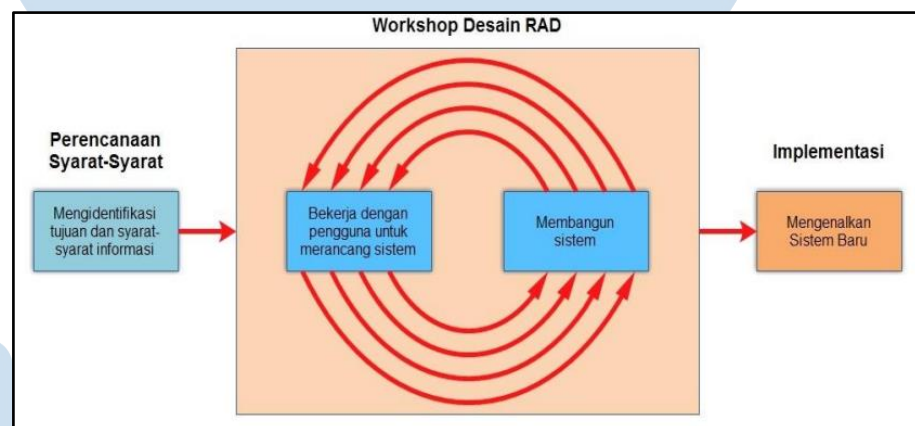 Workshop Desain RAD
Perencanaan
Syarat-Syarat
Mengidentifikasi
tujuan dan syarat-
syarat informasi
Bekerja dengan
pengguna untuk
merancang sistem
Membangun
sistem
Implementasi
Mengenalkan
Sistem Baru